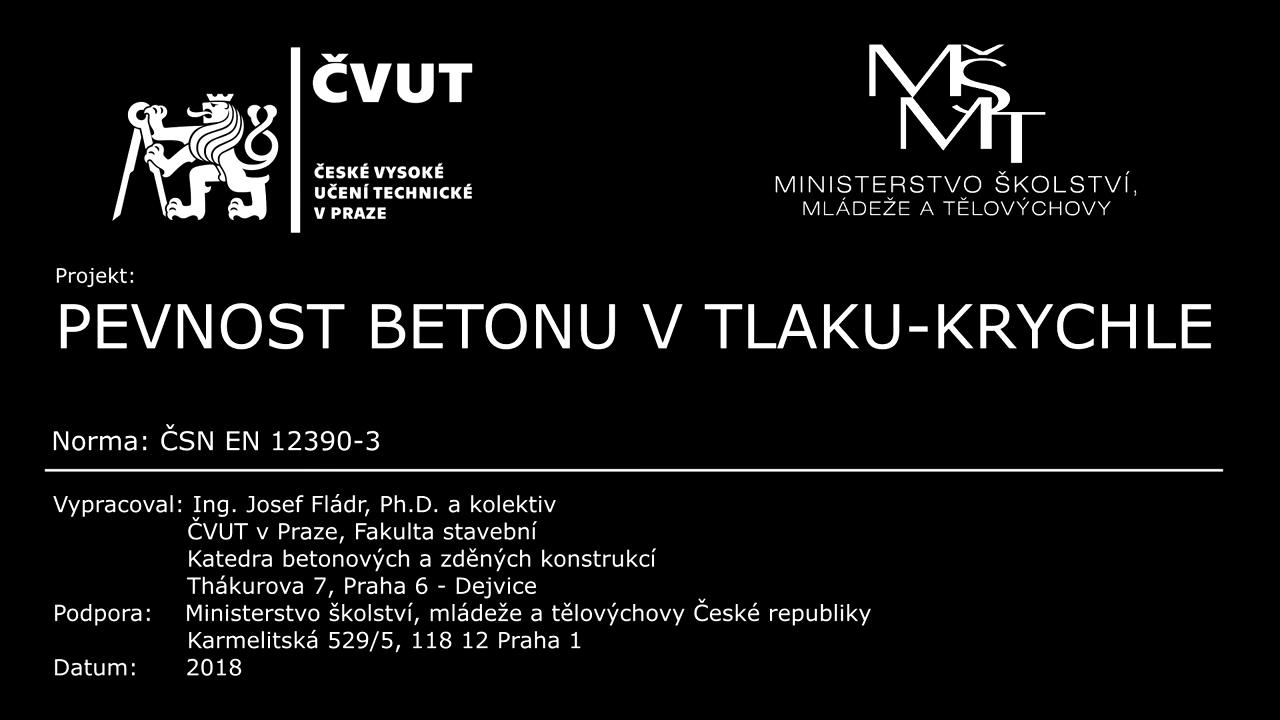 ČVUT
ČESKÉ VYSOKÉ
UČENÍ TECHNICKÉ
V PRAZE
MŠMT
MINISTERSTVO ŠKOLSTVÍ,
MLÁDEŽE A TĚLOVÝCHOVY
Projekt:
PEVNOST BETONU V TLAKU-KRYCHLE
Norma: ČSN EN 12390-3
Vypracoval: Ing. Josef Fládr, Ph.D. a kolektiv
ČVUT v Praze, Fakulta stavební
Katedra betonových a zděných konstrukcí
Thákurova 7, Praha 6 - Dejvice
Podpora: Ministerstvo školství, mládeže a tělovýchovy České republiky
Karmelitská 529/5, 118 12 Praha 1
Datum: 2018